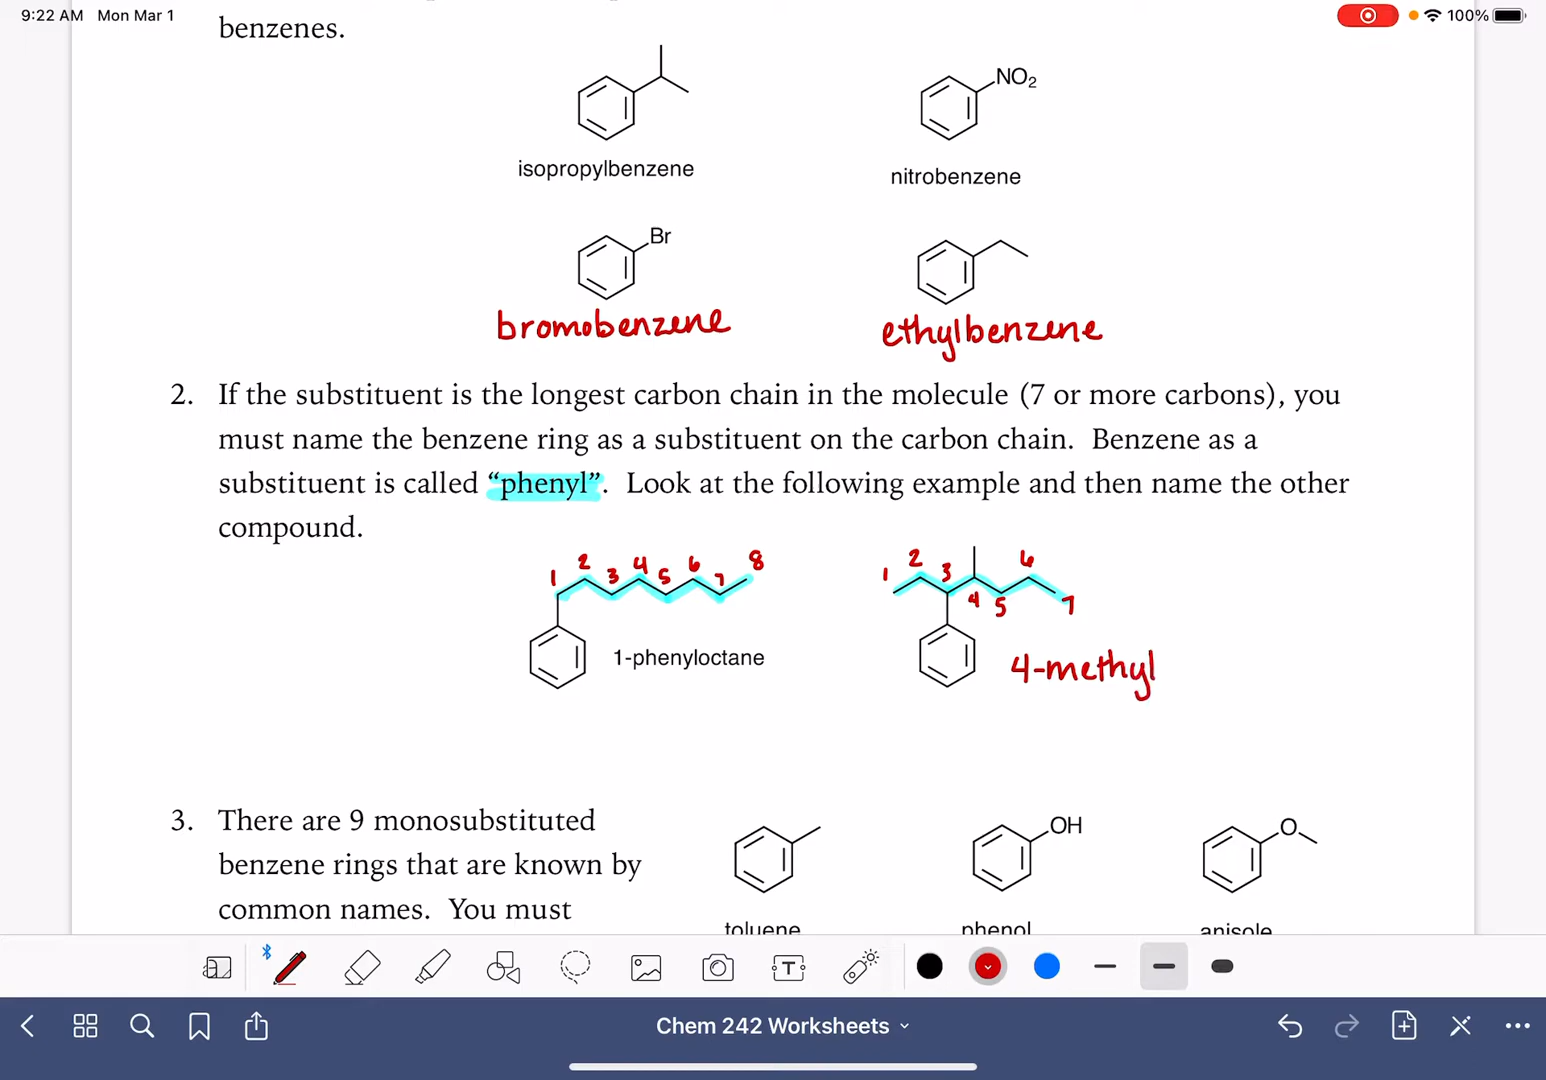 9:22 AM Mon Mar 1
100%
benzenes.
NO₂
isopropylbenzene
nitrobenzene
Br
bromobenzene
ethylbenzene
2. If the substituent is the longest carbon chain in the molecule (7 or more carbons), you
must name the benzene ring as a substituent on the carbon chain. Benzene as a
substituent is called “phenyl”. Look at the following example and then name the other
compound.
1 2 3 4 5 6 7 8
1 2 3 4 5 6 7
1-phenyloctane
4-methyl
3. There are 9 monosubstituted
benzene rings that are known by
common names. You must
OH
O
toluene
phenol
anisole
a
T
Chem 242 Worksheets